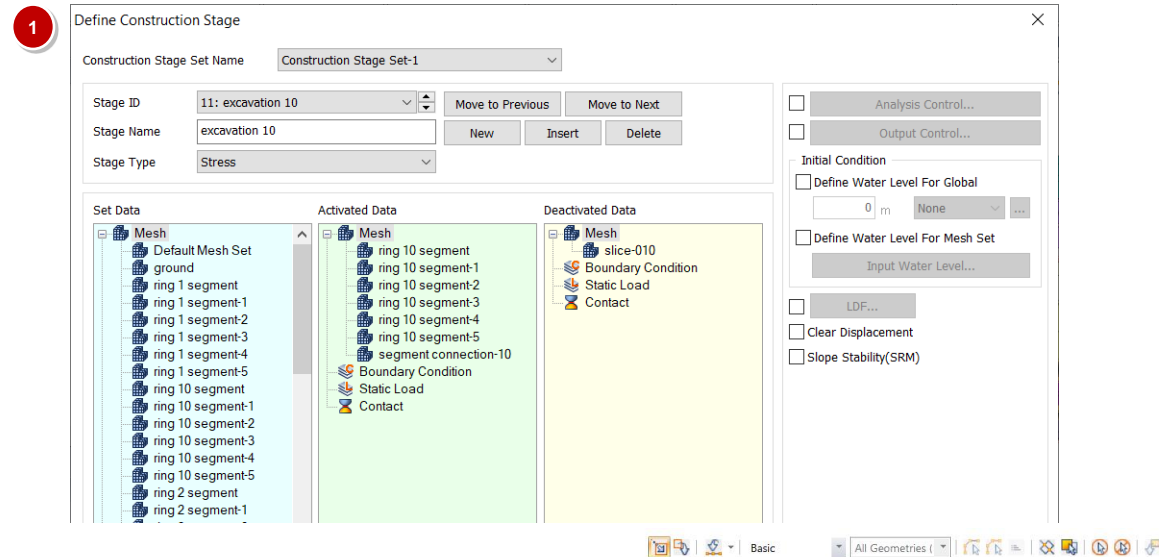 1
Define Construction Stage
Construction Stage Set Name Construction Stage Set-1
Stage ID 11: excavation 10 Move to Previous Move to Next
Stage Name excavation 10 New Insert Delete
Stage Type Stress
Analysis Control...
Output Control...
Initial Condition
Define Water Level For Global
0 m None ...
Define Water Level For Mesh Set
Input Water Level...
LDF...
Clear Displacement
Slope Stability(SRM)
Set Data
Mesh
Default Mesh Set
ground
ring 1 segment
ring 1 segment-1
ring 1 segment-2
ring 1 segment-3
ring 1 segment-4
ring 1 segment-5
ring 10 segment
ring 10 segment-1
ring 10 segment-2
ring 10 segment-3
ring 10 segment-4
ring 10 segment-5
ring 2 segment
ring 2 segment-1
Activated Data
Mesh
ring 10 segment
ring 10 segment-1
ring 10 segment-2
ring 10 segment-3
ring 10 segment-4
ring 10 segment-5
segment connection-10
Boundary Condition
Static Load
Contact
Deactivated Data
Mesh
slice-010
Boundary Condition
Static Load
Contact
Basic All Geometries (